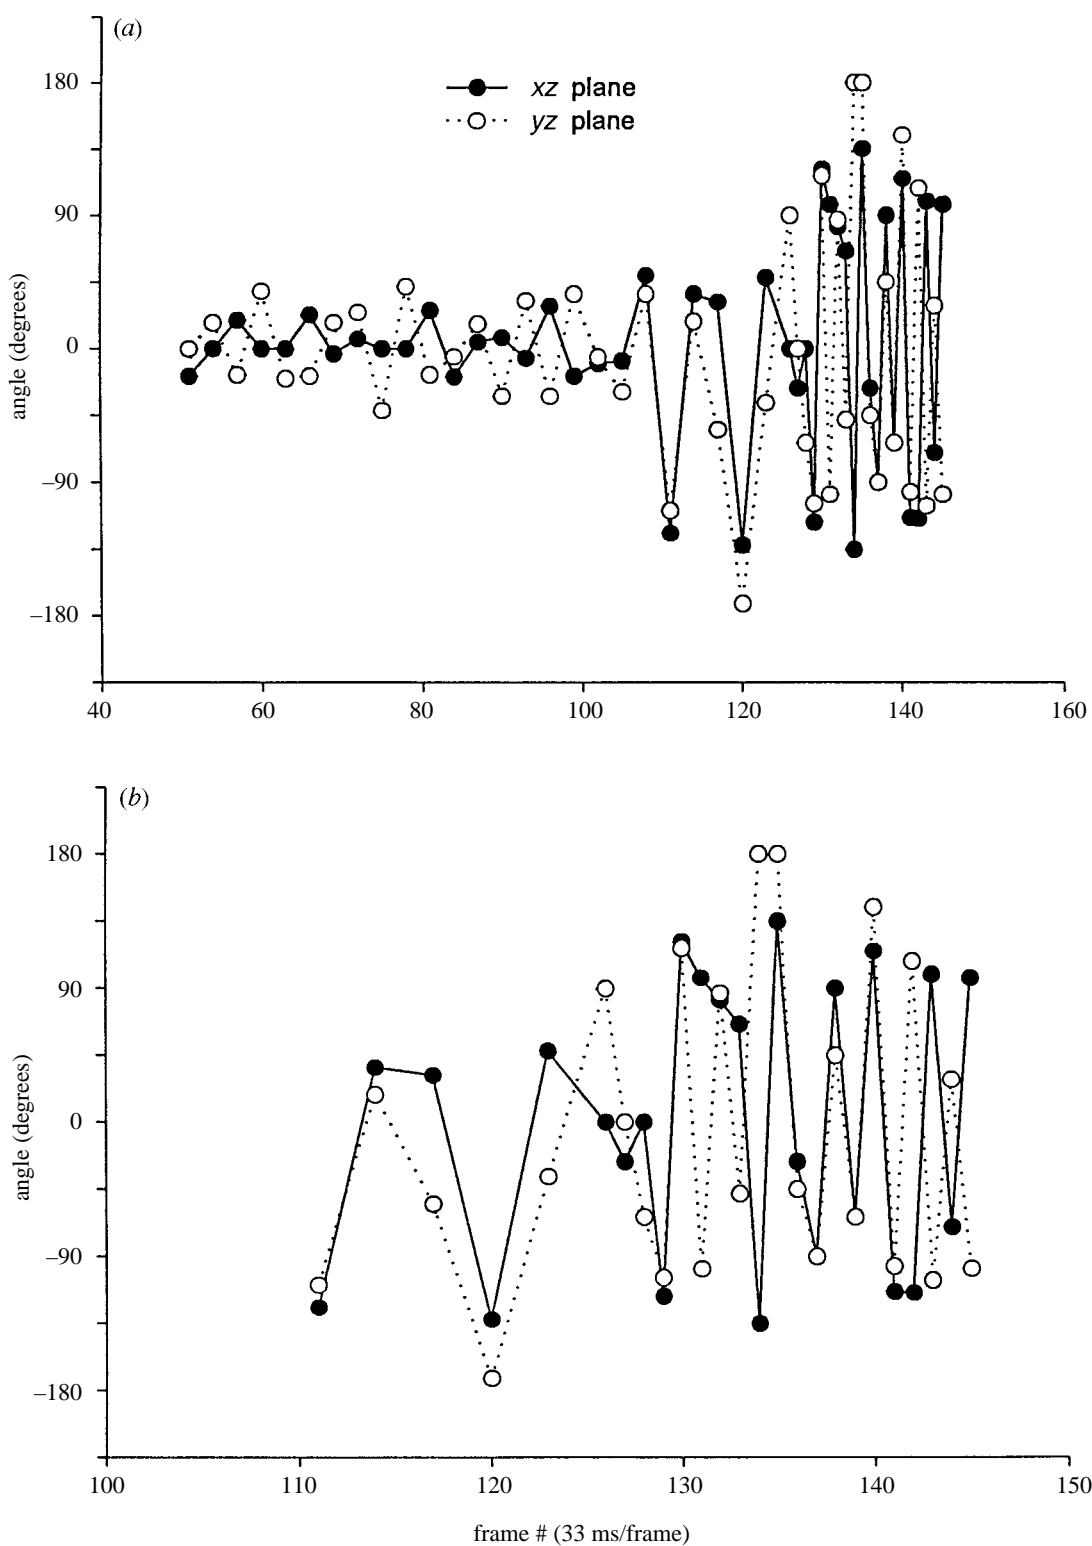 (a)
xz plane
yz plane
180
90
0
–90
–180
angle (degrees)
40 60 80 100 120 140 160
(b)
180
90
0
–90
–180
angle (degrees)
100 110 120 130 140 150
frame # (33 ms/frame)